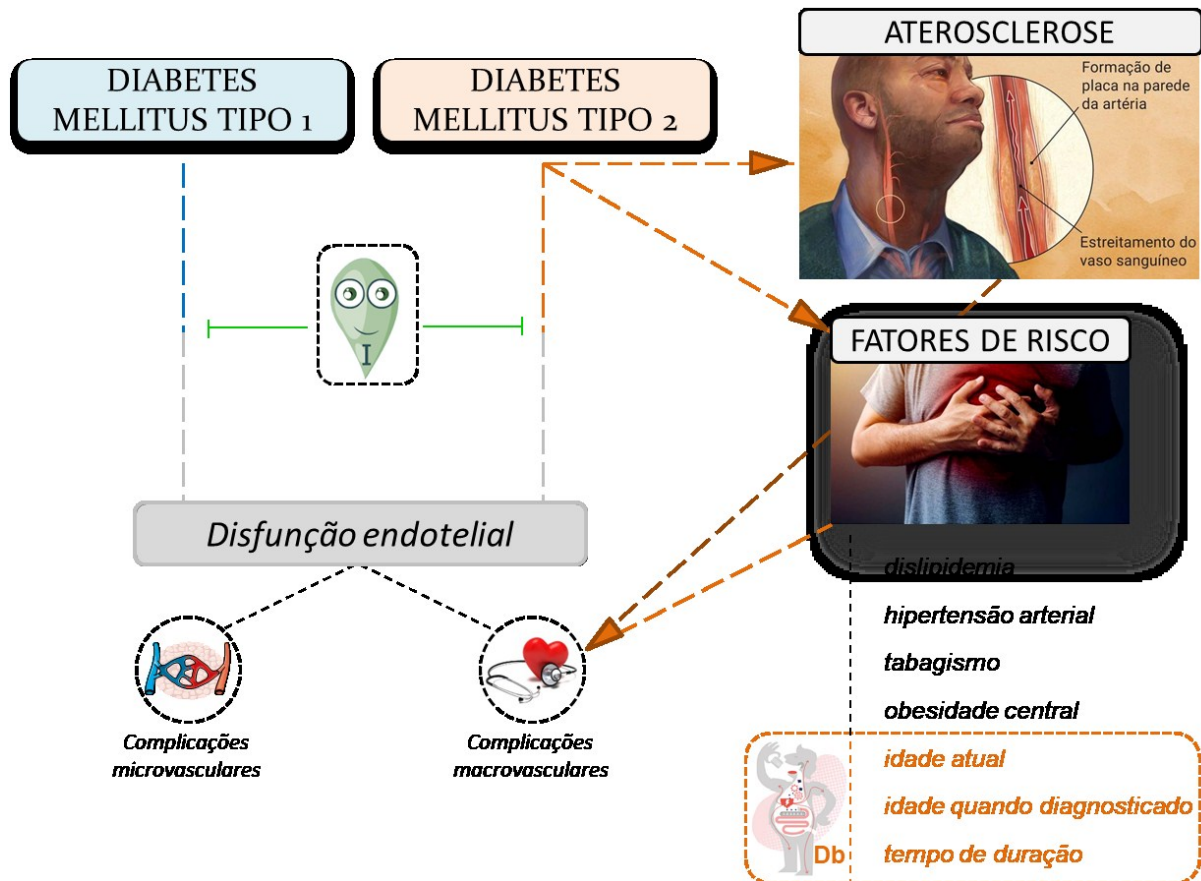 DIABETES
MELLITUS TIPO 1
DIABETES
MELLITUS TIPO 2
ATEROSCLEROSE
Formação de
placa na parede
da artéria
Estreitamento do
vaso sanguíneo
I
FATORES DE RISCO
Disfunção endotelial
Complicações
microvasculares
Complicações
macrovasculares
dislipidemia
hipertensão arterial
tabagismo
obesidade central
idade atual
idade quando diagnosticado
tempo de duração
Db